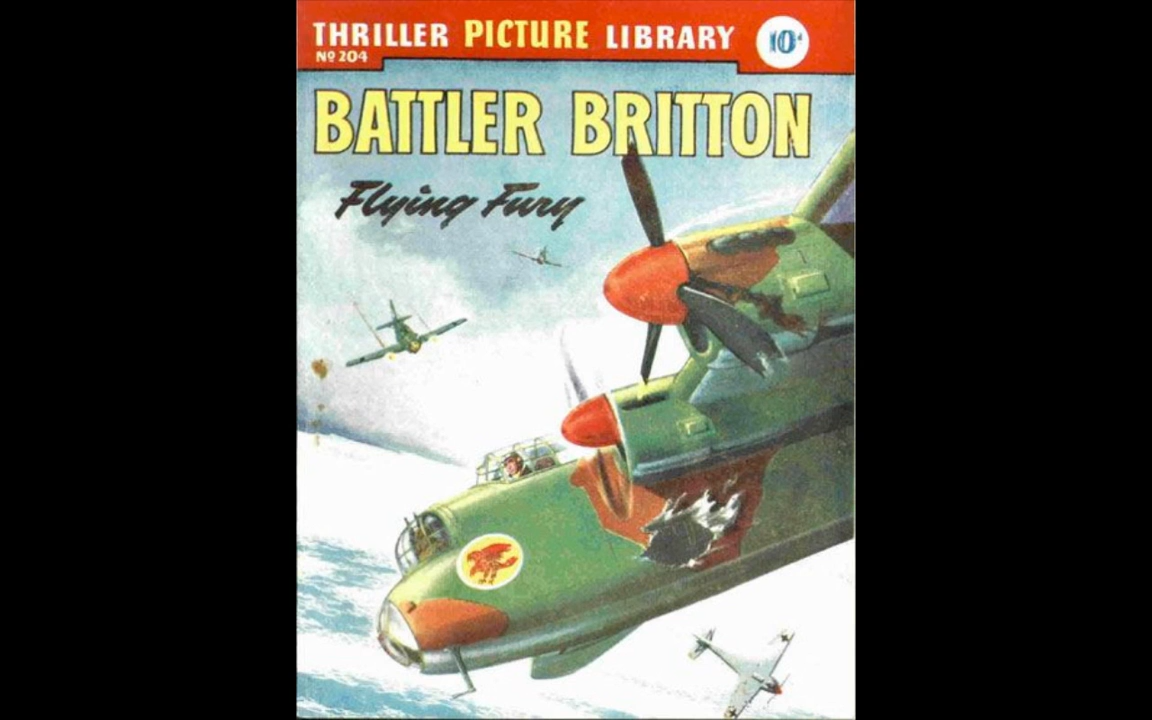 THRILLER PICTURE LIBRARY
Nº 204
10ᵈ
BATTLER BRITTON
Flying Fury